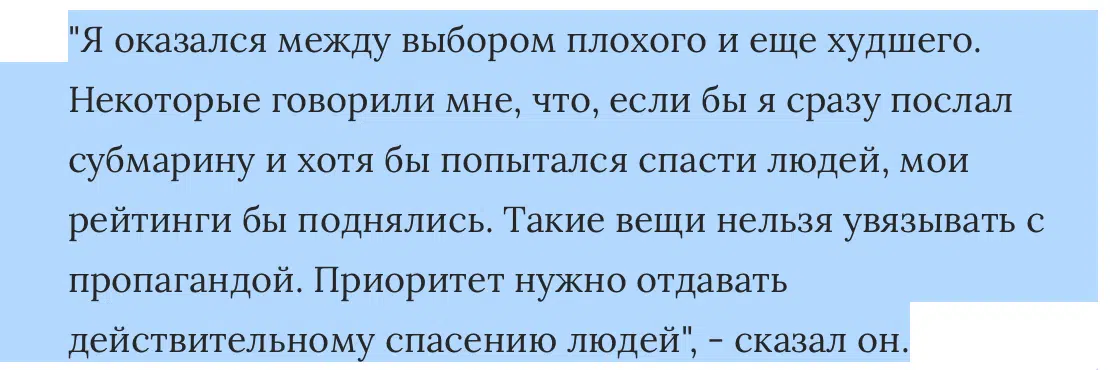 "Я оказался между выбором плохого и еще худшего.
Некоторые говорили мне, что, если бы я сразу послал
субмарину и хотя бы попытался спасти людей, мои
рейтинги бы поднялись. Такие вещи нельзя увязывать с
пропагандой. Приоритет нужно отдавать
действительному спасению людей", - сказал он.